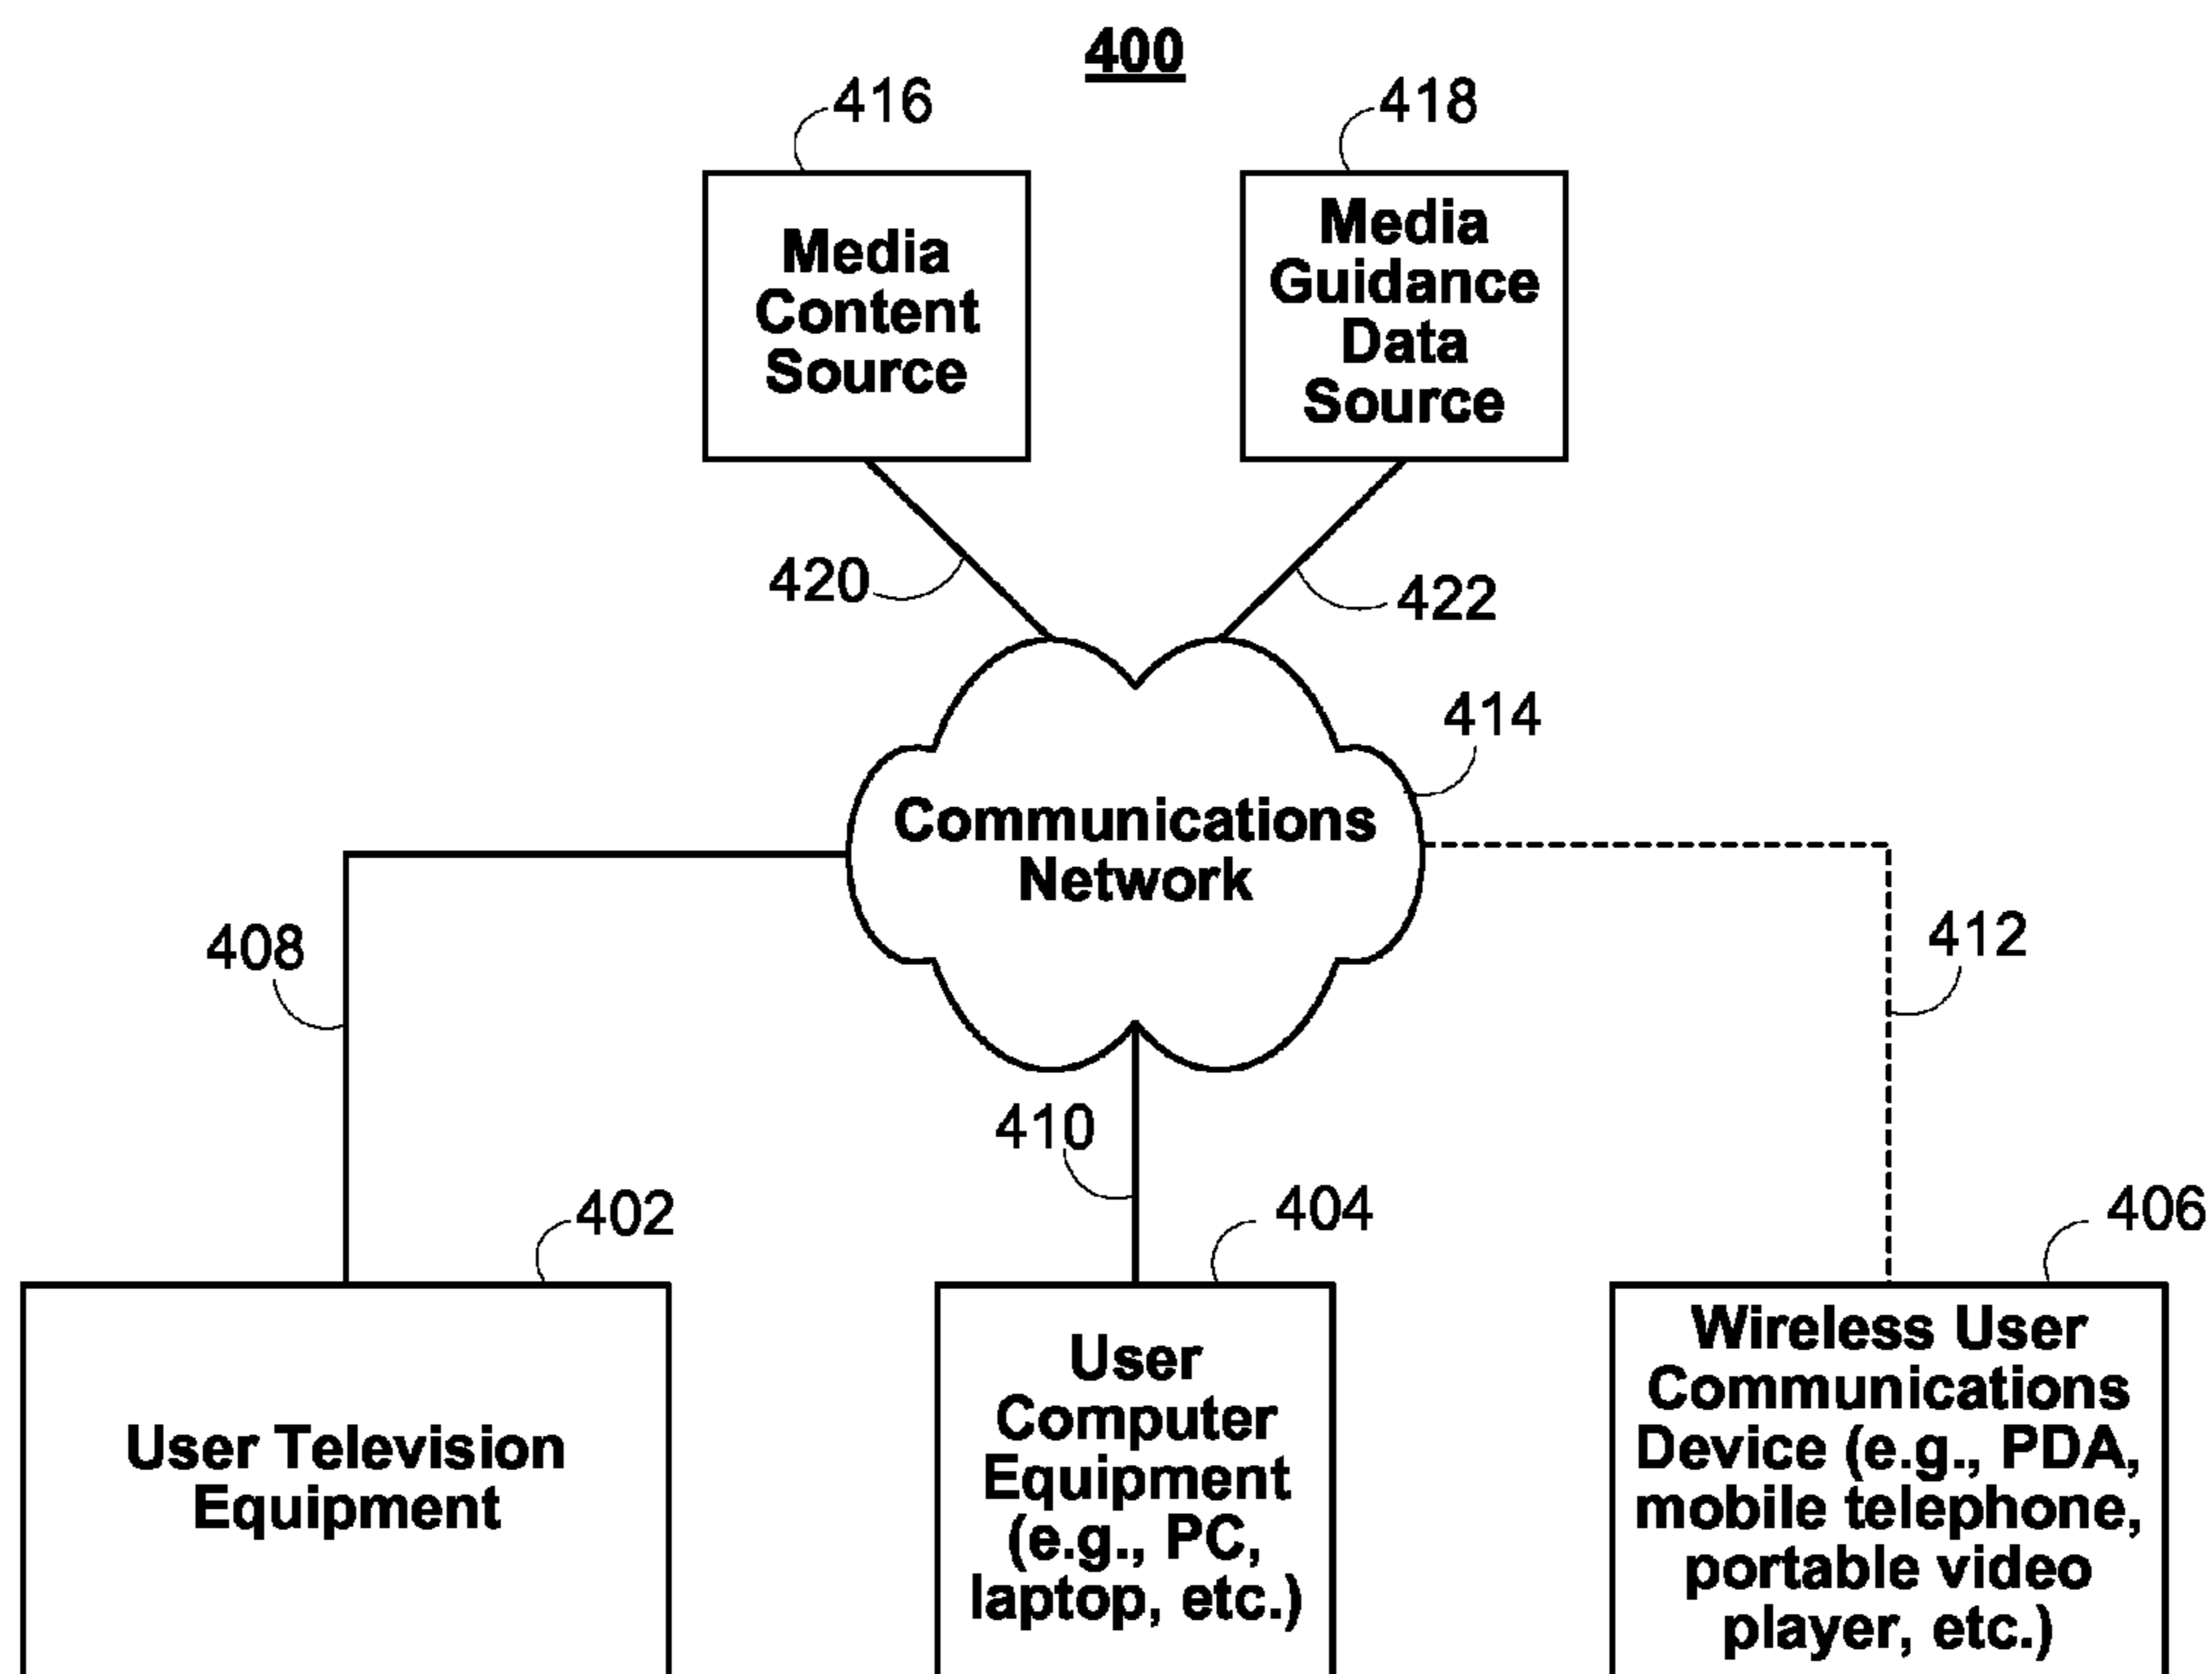 400
416
418
Media
Content
Source
Media
Guidance
Data
Source
420
422
414
Communications
Network
408
412
410
402
404
406
User Television
Equipment
User
Computer
Equipment
(e.g., PC,
laptop, etc.)
Wireless User
Communications
Device (e.g., PDA,
mobile telephone,
portable video
player, etc.)